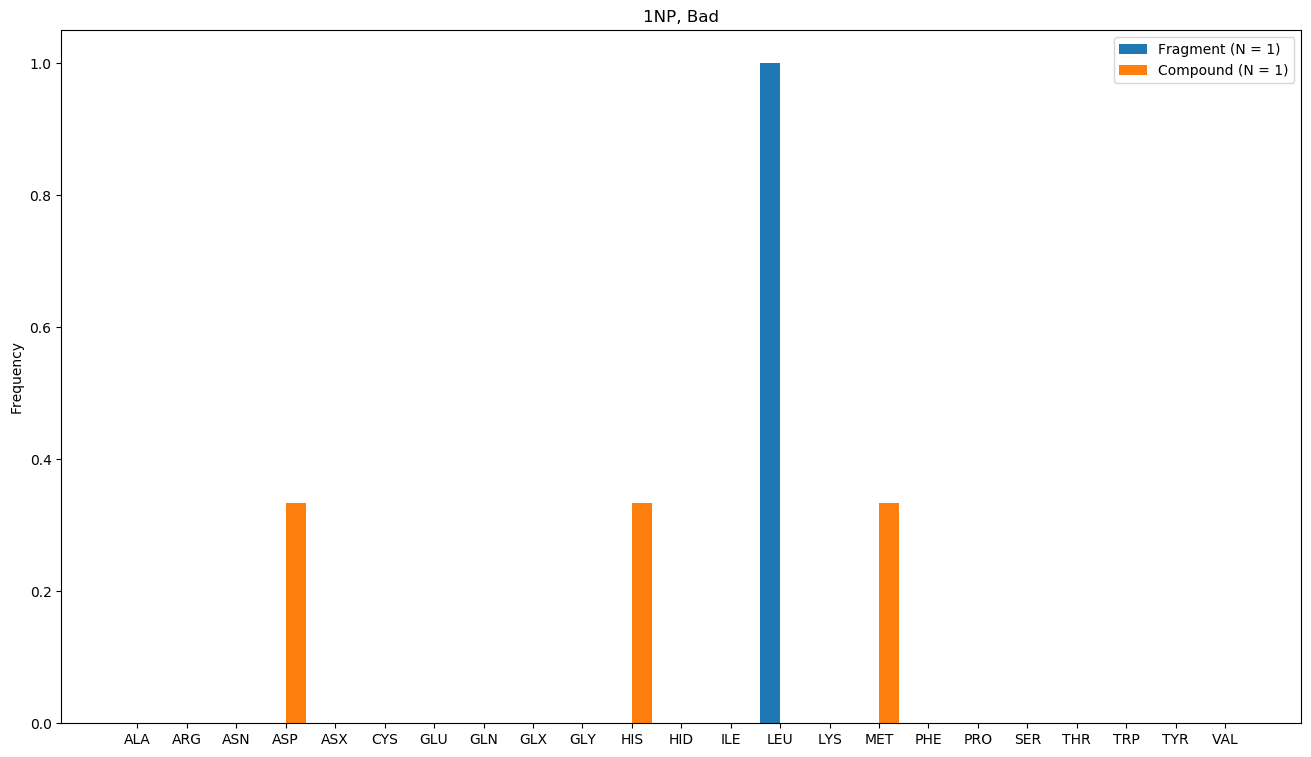 1NP, Bad
Fragment (N = 1)
Compound (N = 1)
1.0
0.8
0.6
0.4
0.2
0.0
Frequency
ALA ARG ASN ASP ASX CYS GLU GLN GLX GLY HIS HID ILE LEU LYS MET PHE PRO SER THR TRP TYR VAL